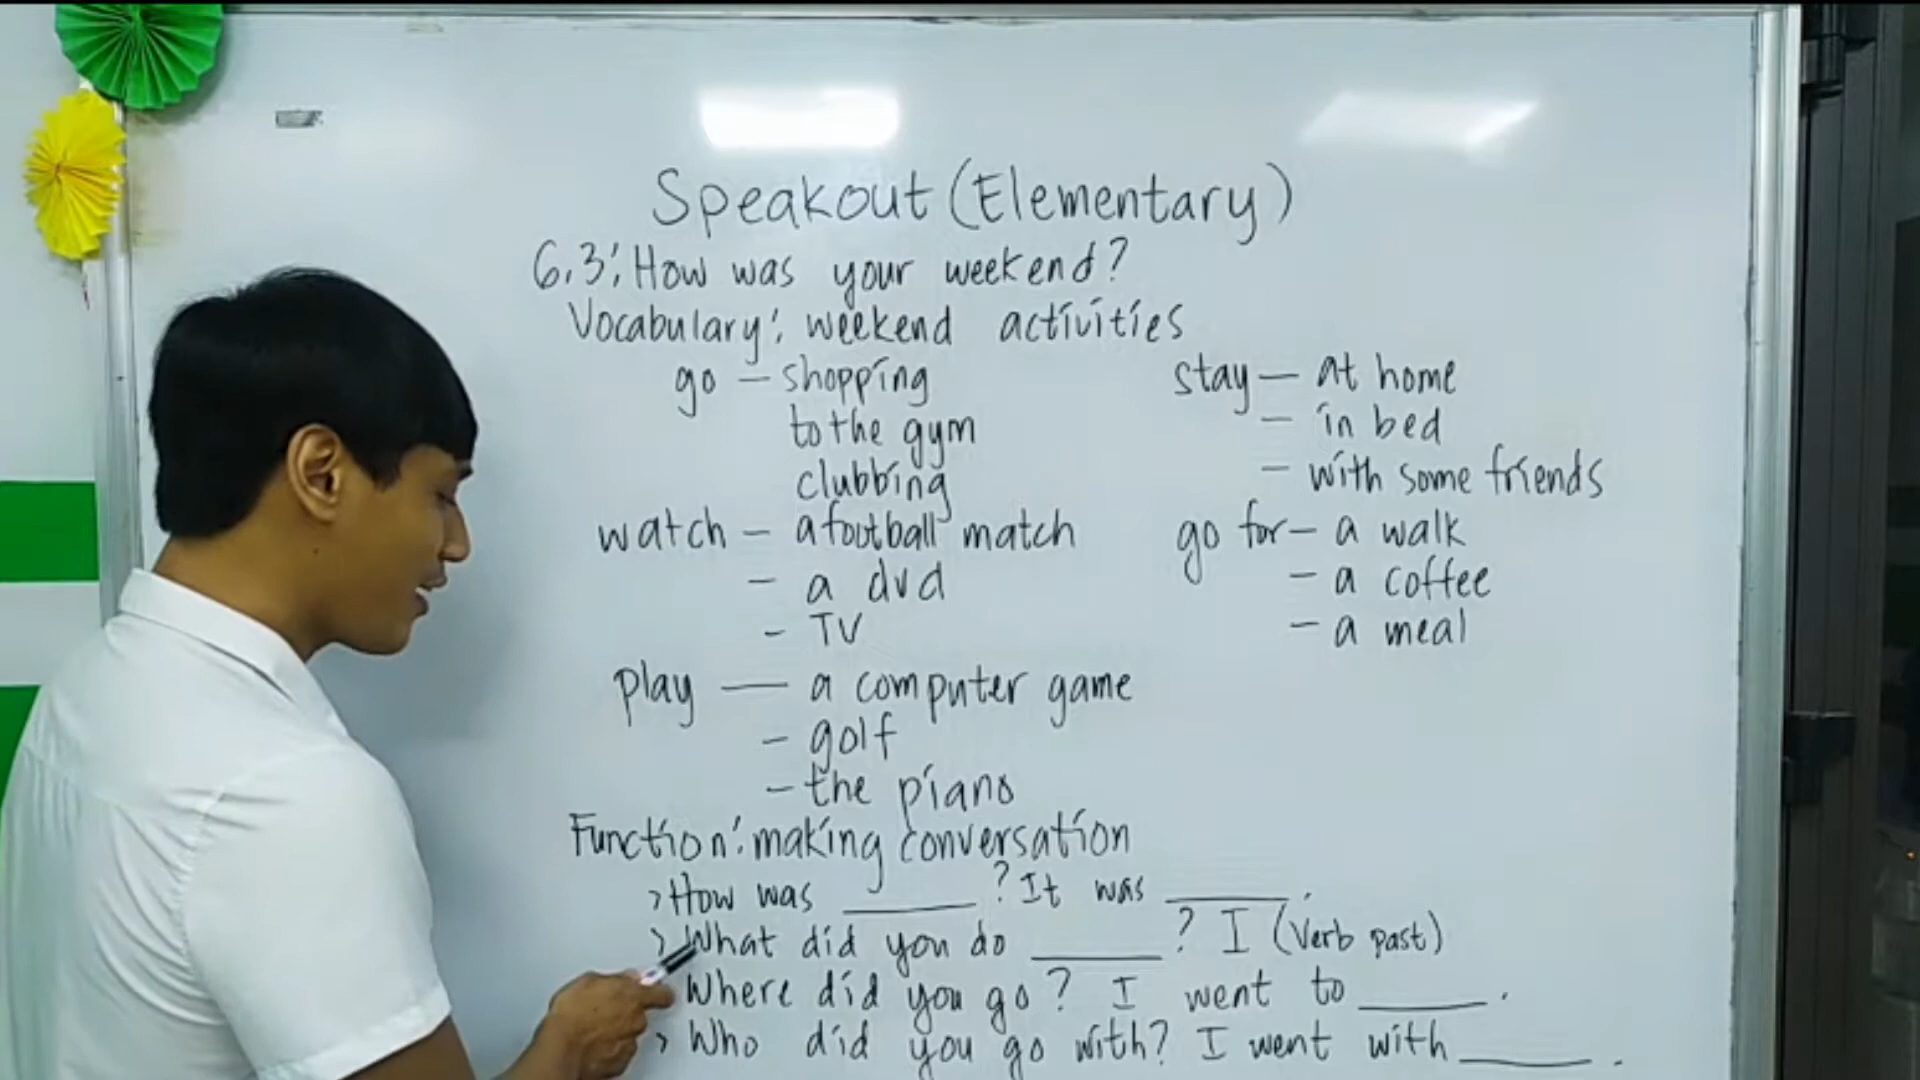 Speakout (Elementary)
6.3: How was your weekend?
Vocabulary: weekend activities
go — shopping
to the gym
clubbing
watch — a football match
— a dvd
— TV
play — a computer game
— golf
— the piano
stay — at home
— in bed
— with some friends
go for — a walk
— a coffee
— a meal
Function: making conversation
> How was ______? It was ______.
> What did you do ______? I (Verb past)
Where did you go? I went to ______.
> Who did you go with? I went with ______.